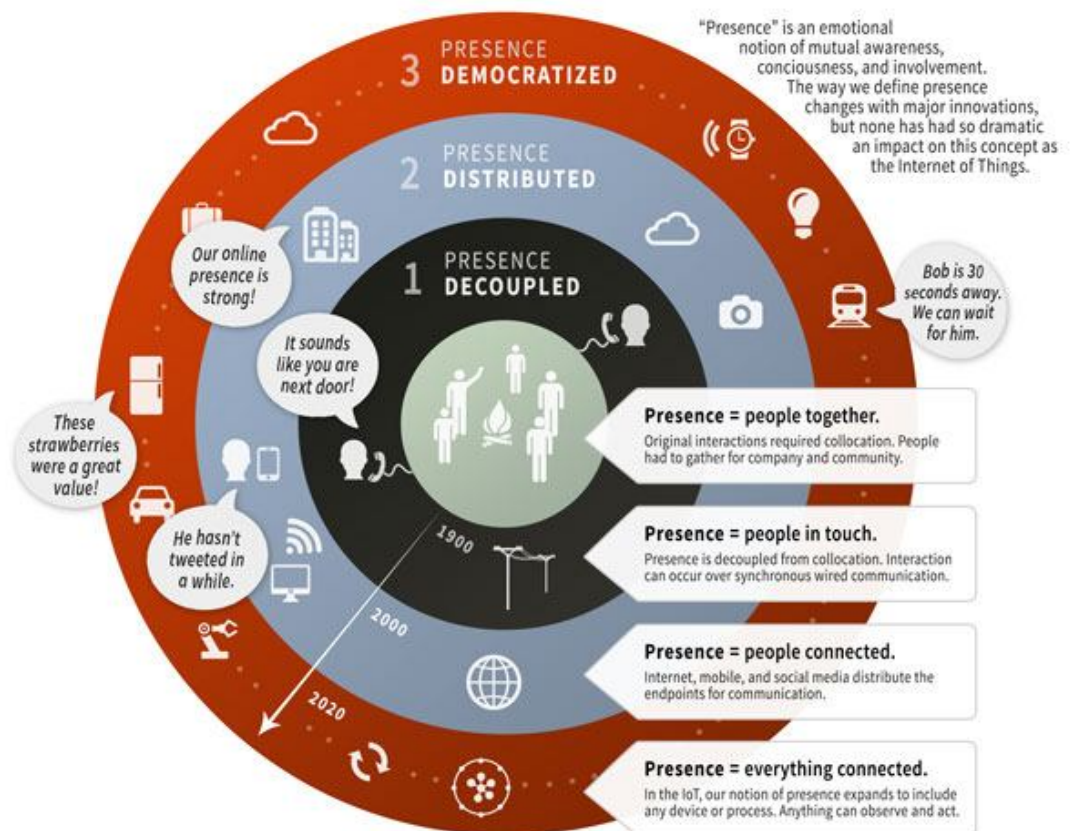 “Presence” is an emotional
notion of mutual awareness,
conciousness, and involvement.
The way we define presence
changes with major innovations,
but none has had so dramatic
an impact on this concept as
the Internet of Things.
3 PRESENCE
DEMOCRATIZED
2 PRESENCE
DISTRIBUTED
1 PRESENCE
DECOUPLED
Our online
presence is
strong!
It sounds
like you are
next door!
Bob is 30
seconds away.
We can wait
for him.
These
strawberries
were a great
value!
He hasn't
tweeted in
a while.
1900
2000
2020
Presence = people together.
Original interactions required collocation. People
had to gather for company and community.
Presence = people in touch.
Presence is decoupled from collocation. Interaction
can occur over synchronous wired communication.
Presence = people connected.
Internet, mobile, and social media distribute the
endpoints for communication.
Presence = everything connected.
In the IoT, our notion of presence expands to include
any device or process. Anything can observe and act.